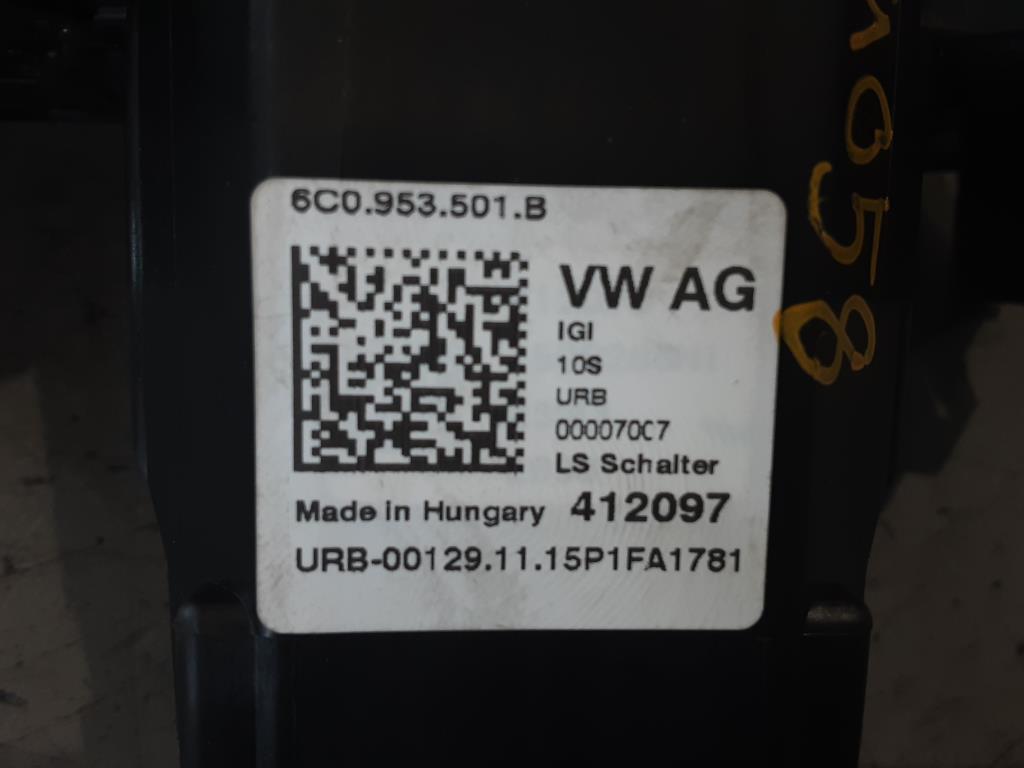 6C0.953.501.B
VW AG
IGI
10S
URB
000070C7
LS Schalter
Made in Hungary 412097
URB-00129.11.15P1FA1781